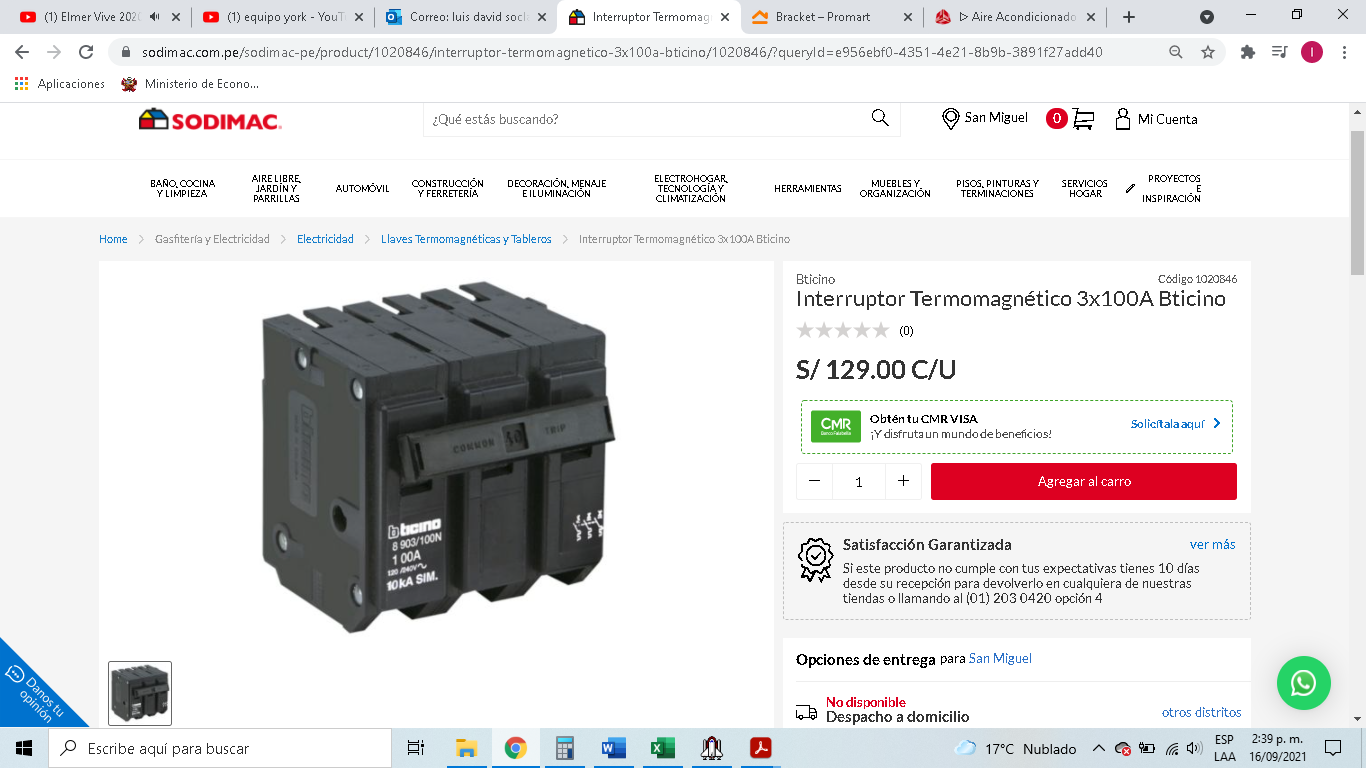 (1) Elmer Vive 202
(1) equipo york - YouT
Correo: luis david socla
Interruptor Termomag
Bracket – Promart
ᐅ Aire Acondicionado
sodimac.com.pe/sodimac-pe/product/1020846/interruptor-termomagnetico-3x100a-bticino/1020846/?queryId=e956ebf0-4351-4e21-8b9b-3891f27add40
I
Aplicaciones
Ministerio de Econo...
SODIMAC.
¿Qué estás buscando?
San Miguel
0
Mi Cuenta
BAÑO, COCINA
Y LIMPIEZA
AIRE LIBRE,
JARDÍN Y
PARRILLAS
AUTOMÓVIL
CONSTRUCCIÓN
Y FERRETERÍA
DECORACIÓN, MENAJE
E ILUMINACIÓN
ELECTROHOGAR,
TECNOLOGÍA Y
CLIMATIZACIÓN
HERRAMIENTAS
MUEBLES Y
ORGANIZACIÓN
PISOS, PINTURAS Y
TERMINACIONES
SERVICIOS
HOGAR
PROYECTOS
E
INSPIRACIÓN
Home > Gasfitería y Electricidad > Electricidad > Llaves Termomagnéticas y Tableros > Interruptor Termomagnético 3x100A Bticino
COMMON TRIP
bticino
8 903/100N
100A
120/240V~
10KA SIM.
Bticino
Código 1020846
Interruptor Termomagnético 3x100A Bticino
(0)
S/ 129.00 C/U
CMR
Banco Falabella
Obtén tu CMR VISA
¡Y disfruta un mundo de beneficios!
Solicítala aquí
− 1 +
Agregar al carro
Satisfacción Garantizada
ver más
Si este producto no cumple con tus expectativas tienes 10 días
desde su recepción para devolverlo en cualquiera de nuestras
tiendas o llamando al (01) 203 0420 opción 4
Opciones de entrega para San Miguel
No disponible
Despacho a domicilio
otros distritos
Danos tu
opinión
Escribe aquí para buscar
17°C Nublado
ESP
LAA
2:39 p. m.
16/09/2021